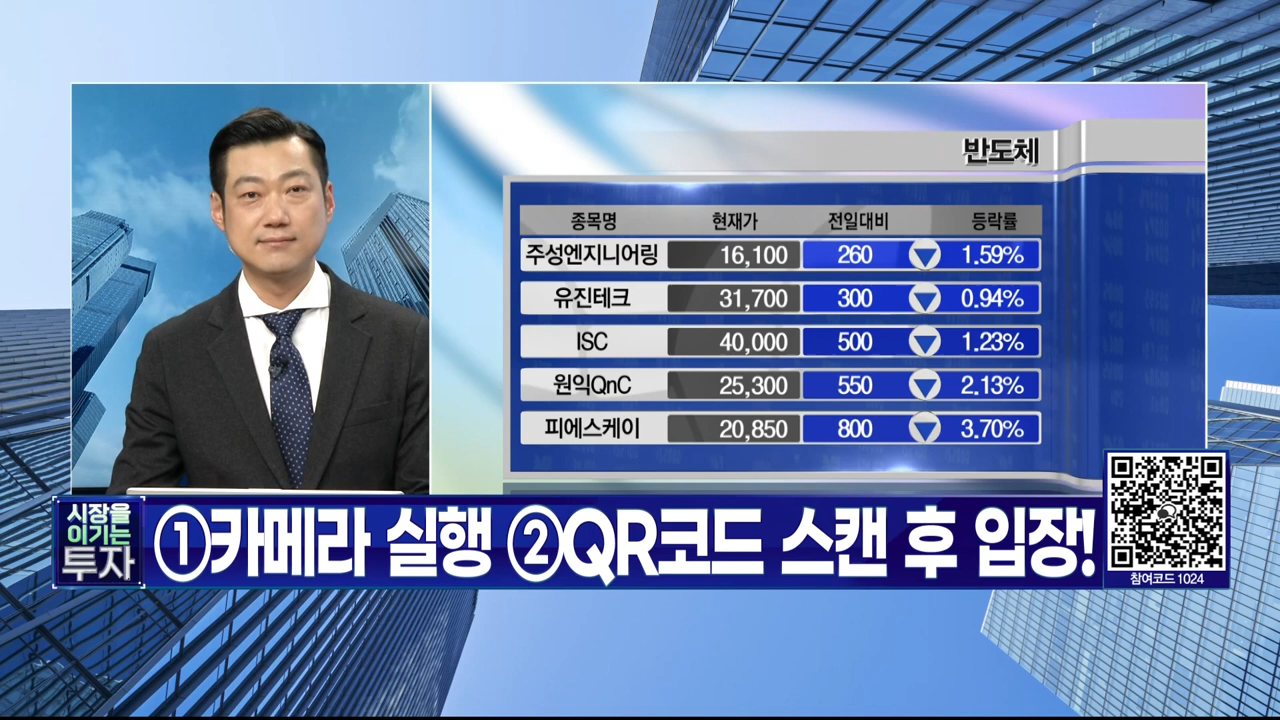 반도체
종목명 현재가 전일대비 등락률
주성엔지니어링 16,100 260 ▼ 1.59%
유진테크 31,700 300 ▼ 0.94%
ISC 40,000 500 ▼ 1.23%
원익QnC 25,300 550 ▼ 2.13%
피에스케이 20,850 800 ▼ 3.70%
시장을
이기는
투자
①카메라 실행 ②QR코드 스캔 후 입장!
참여코드 1024